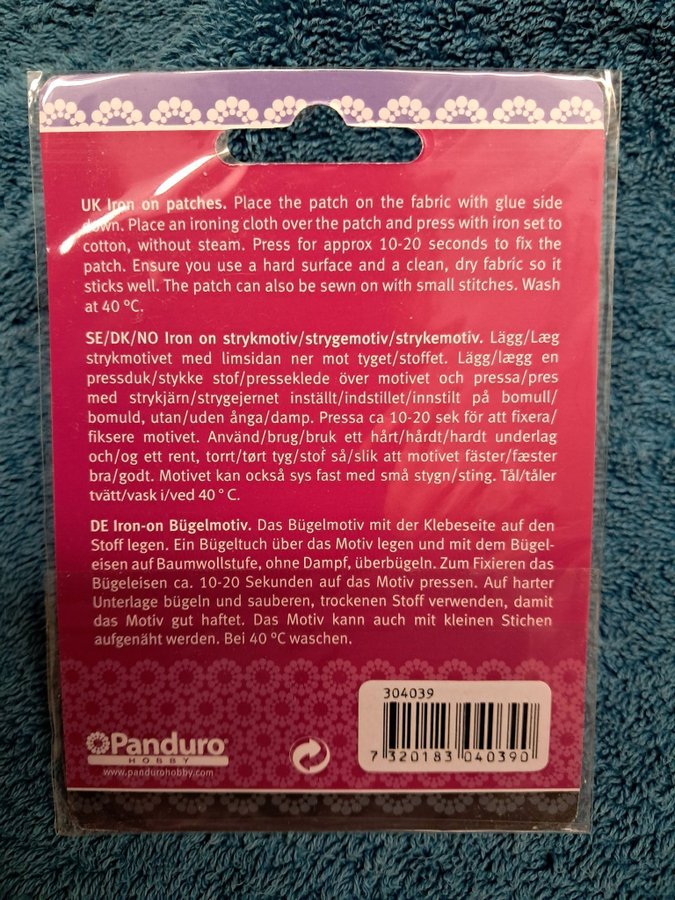 UK Iron on patches. Place the patch on the fabric with glue side
down. Place an ironing cloth over the patch and press with iron set to
cotton, without steam. Press for approx 10-20 seconds to fix the
patch. Ensure you use a hard surface and a clean, dry fabric so it
sticks well. The patch can also be sewn on with small stitches. Wash
at 40 ºC.
SE/DK/NO Iron on strykmotiv/strygemotiv/strykemotiv. Lägg/Læg
strykmotivet med limsidan ner mot tyget/stoffet. Lägg/lægg en
pressduk/stykke stof/presseklede över motivet och pressa/pres
med strykjärn/strygejernet inställt/indstillet/innstilt på bomull/
bomuld, utan/uden ånga/damp. Pressa ca 10-20 sek för att fixera/
fiksere motivet. Använd/brug/bruk ett hårt/hårdt/hardt underlag
och/og ett rent, torrt/tørt tyg/stof så/slik att motivet fäster/fæster
bra/godt. Motivet kan också sys fast med små stygn/sting. Tål/tåler
tvätt/vask i/ved 40 ° C.
DE Iron-on Bügelmotiv. Das Bügelmotiv mit der Klebeseite auf den
Stoff legen. Ein Bügeltuch über das Motiv legen und mit dem Bügel-
eisen auf Baumwollstufe, ohne Dampf, überbügeln. Zum Fixieren das
Bügeleisen ca. 10-20 Sekunden auf das Motiv pressen. Auf harter
Unterlage bügeln und sauberen, trockenen Stoff verwenden, damit
das Motiv gut haftet. Das Motiv kann auch mit kleinen Stichen
aufgenäht werden. Bei 40 ºC waschen.
304039
7 320183 040390
Panduro®
HOBBY
www.pandurohobby.com